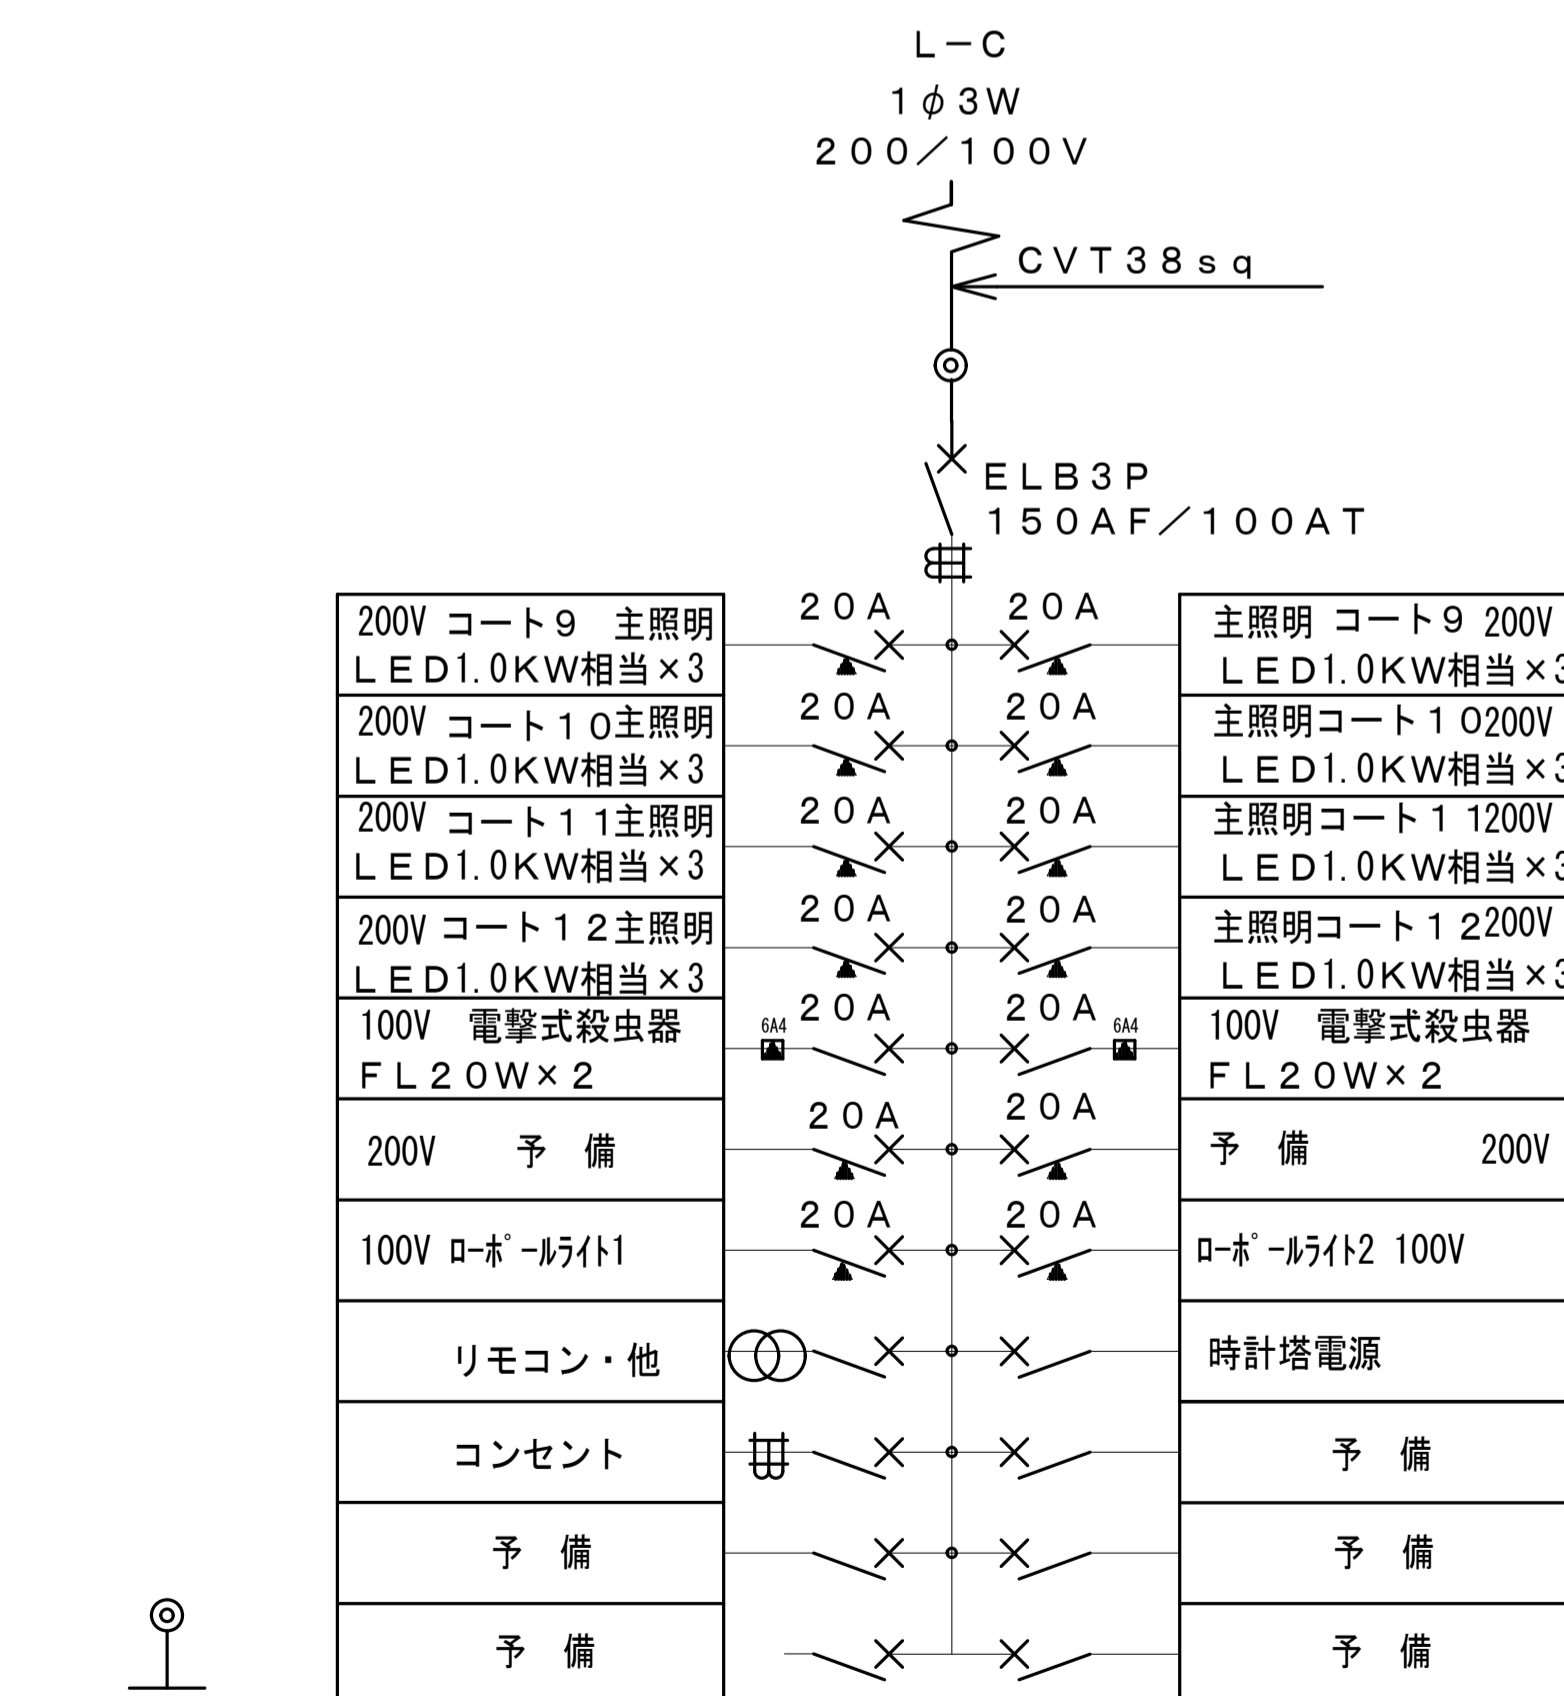 L－C
1φ3W
200／100V
CVT38sq
ELB3P
150AF／100AT
200V コート9 主照明
LED1.0KW相当×3
20A
20A
主照明 コート9 200V
LED1.0KW相当×3
200V コート10主照明
LED1.0KW相当×3
20A
20A
主照明コート10200V
LED1.0KW相当×3
200V コート11主照明
LED1.0KW相当×3
20A
20A
主照明コート11200V
LED1.0KW相当×3
200V コート12主照明
LED1.0KW相当×3
20A
20A
主照明コート12200V
LED1.0KW相当×3
100V 電撃式殺虫器
FL20W×2
6A4
20A
20A
6A4
100V 電撃式殺虫器
FL20W×2
200V 予 備
20A
20A
予 備 200V
100V ﾛｰﾎﾟｰﾙﾗｲﾄ1
20A
20A
ﾛｰﾎﾟｰﾙﾗｲﾄ2 100V
リモコン・他
時計塔電源
コンセント
予 備
予 備
予 備
予 備
予 備